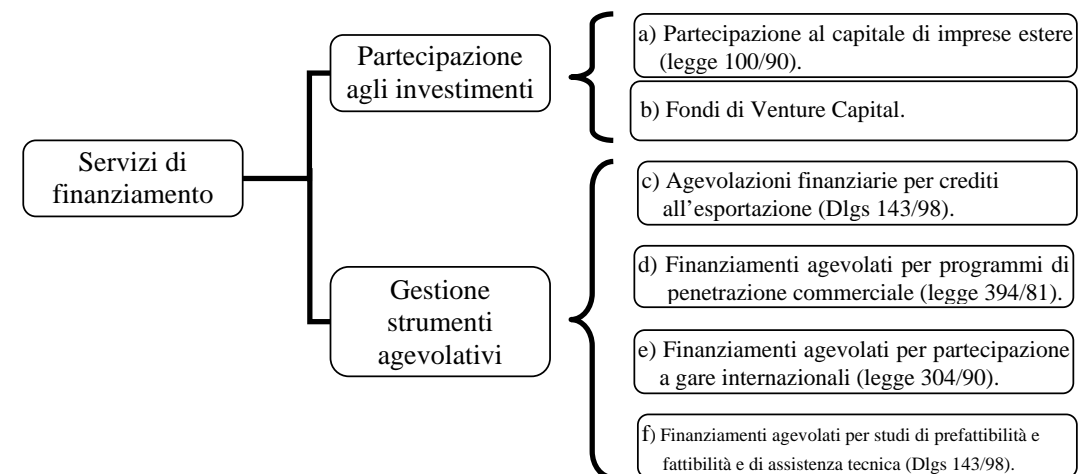 Servizi di
finanziamento
Partecipazione
agli investimenti
a) Partecipazione al capitale di imprese estere
(legge 100/90).
b) Fondi di Venture Capital.
Gestione
strumenti
agevolativi
c) Agevolazioni finanziarie per crediti
all’esportazione (Dlgs 143/98).
d) Finanziamenti agevolati per programmi di
penetrazione commerciale (legge 394/81).
e) Finanziamenti agevolati per partecipazione
a gare internazionali (legge 304/90).
f) Finanziamenti agevolati per studi di prefattibilità e
fattibilità e di assistenza tecnica (Dlgs 143/98).